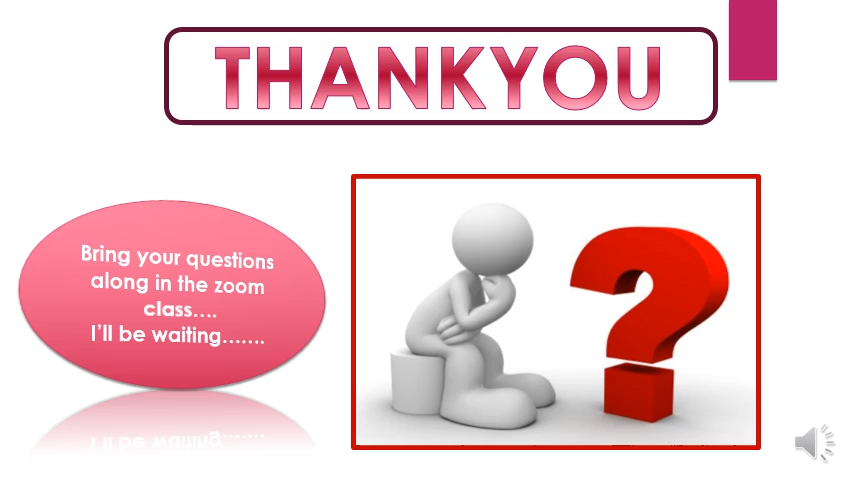 THANKYOU
Bring your questions
along in the zoom
class....
I'll be waiting.......